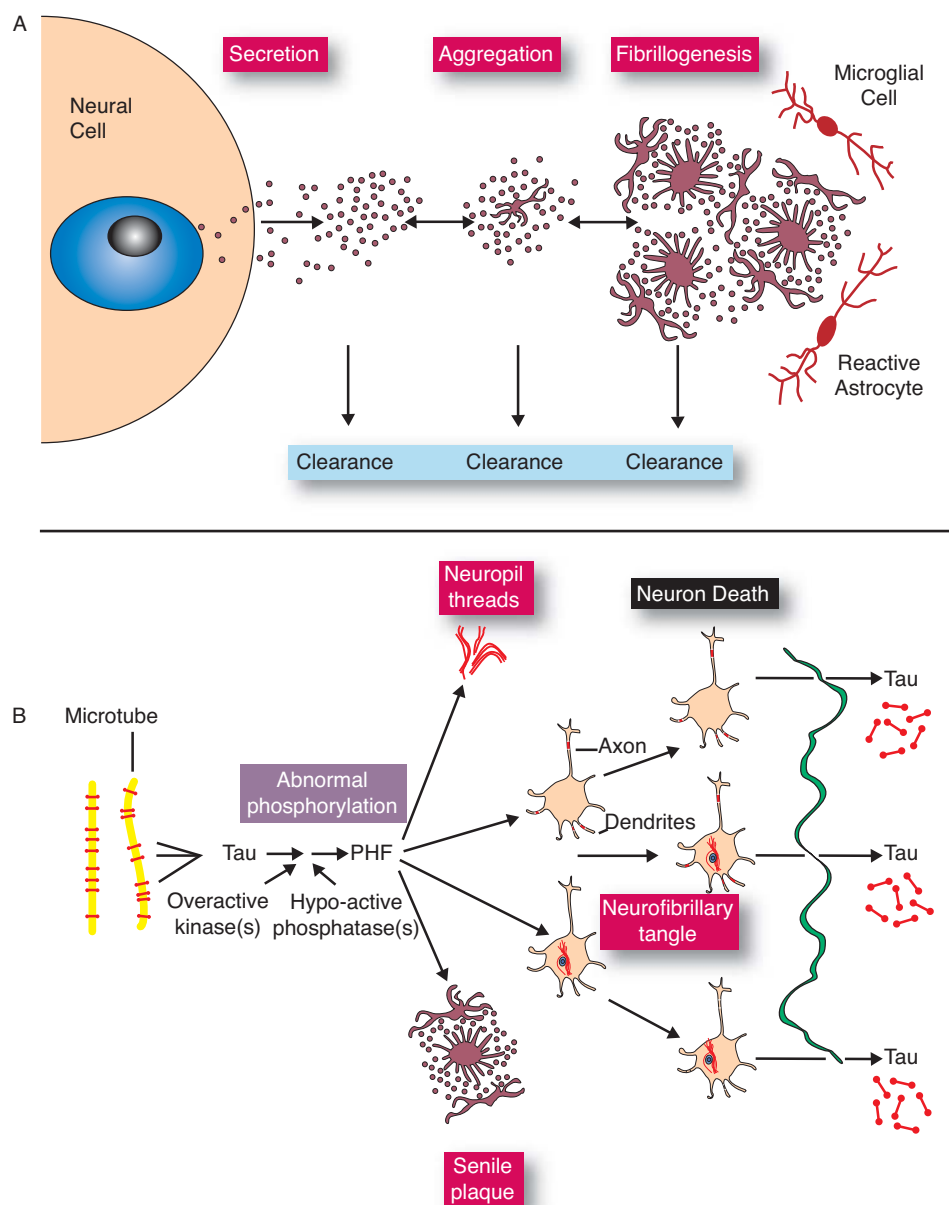 A
Secretion
Aggregation
Fibrillogenesis
Microglial
Cell
Neural
Cell
Reactive
Astrocyte
Clearance
Clearance
Clearance
B
Neuropil
threads
Neuron Death
Microtube
Abnormal
phosphorylation
Axon
Dendrites
Tau
PHF
Overactive
kinase(s)
Hypo-active
phosphatase(s)
Neurofibrillary
tangle
Tau
Tau
Tau
Senile
plaque